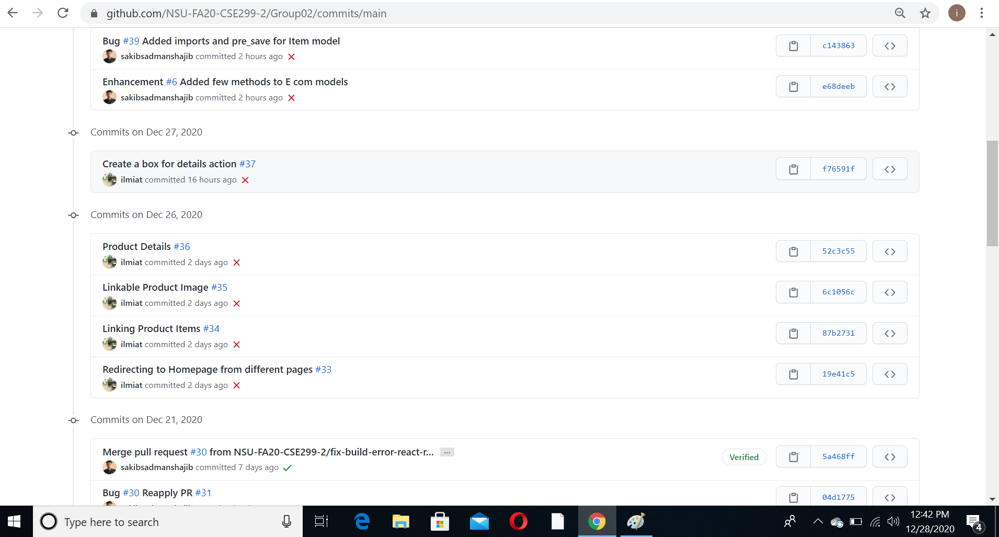 github.com/NSU-FA20-CSE299-2/Group02/commits/main
i
Bug #39 Added imports and pre_save for Item model
c143863
sakibsadmanshajib committed 2 hours ago
Enhancement #6 Added few methods to E com models
e68deeb
sakibsadmanshajib committed 2 hours ago
Commits on Dec 27, 2020
Create a box for details action #37
f76591f
ilmiat committed 16 hours ago
Commits on Dec 26, 2020
Product Details #36
52c3c55
ilmiat committed 2 days ago
Linkable Product Image #35
6c1056c
ilmiat committed 2 days ago
Linking Product Items #34
87b2731
ilmiat committed 2 days ago
Redirecting to Homepage from different pages #33
19e41c5
ilmiat committed 2 days ago
Commits on Dec 21, 2020
Merge pull request #30 from NSU-FA20-CSE299-2/fix-build-error-react-r... ...
Verified
5a468ff
sakibsadmanshajib committed 7 days ago
Bug #30 Reapply PR #31
04d1775
Type here to search
12:42 PM
12/28/2020
4